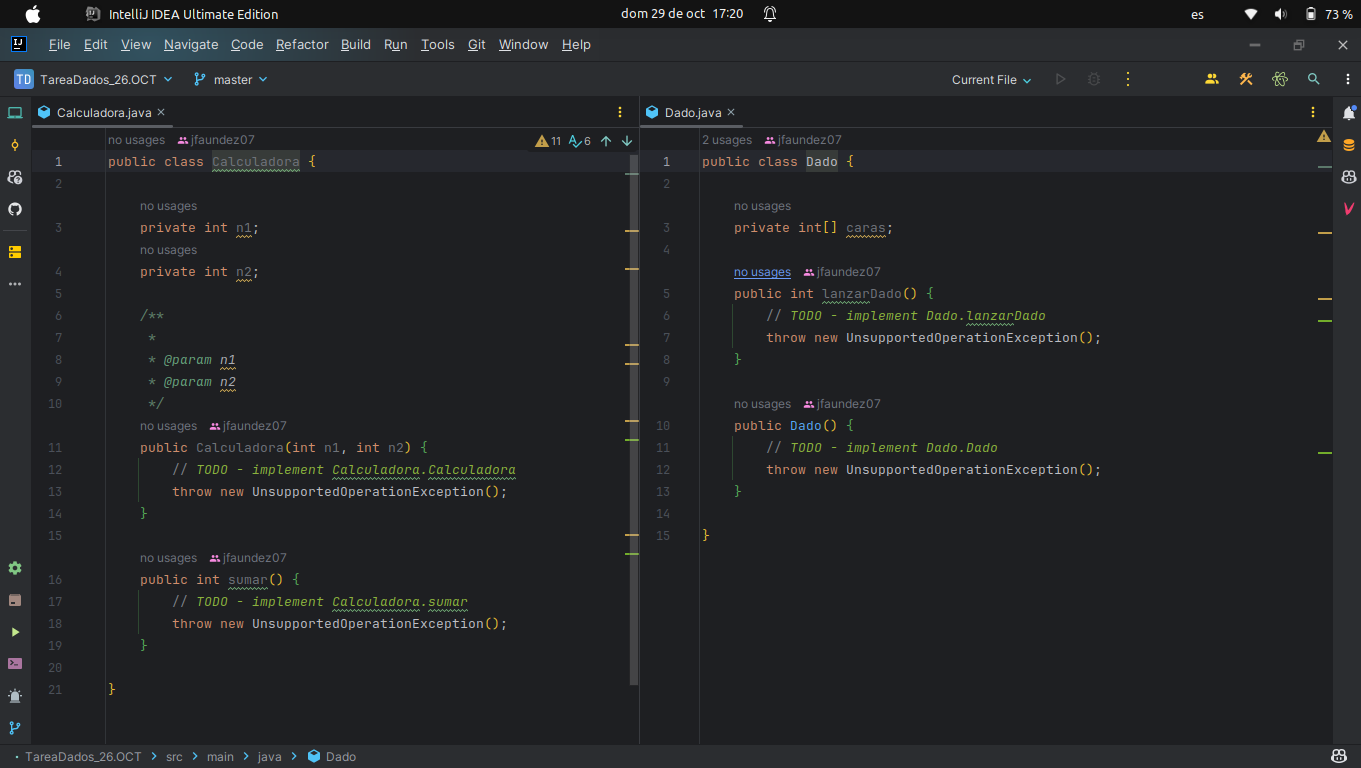 IntelliJ IDEA Ultimate Edition
dom 29 de oct 17:20
es
73 %
IJ
File Edit View Navigate Code Refactor Build Run Tools Git Window Help
TD TareaDados_26.OCT master
Current File
Calculadora.java
no usages jfaundez07
11 6
1 public class Calculadora {
2
no usages
3 private int n1;
no usages
4 private int n2;
5
6 /**
7 *
8 * @param n1
9 * @param n2
10 */
no usages jfaundez07
11 public Calculadora(int n1, int n2) {
12 // TODO - implement Calculadora.Calculadora
13 throw new UnsupportedOperationException();
14 }
15
no usages jfaundez07
16 public int sumar() {
17 // TODO - implement Calculadora.sumar
18 throw new UnsupportedOperationException();
19 }
20
21 }
Dado.java
2 usages jfaundez07
1 public class Dado {
2
no usages
3 private int[] caras;
4
no usages jfaundez07
5 public int lanzarDado() {
6 // TODO - implement Dado.lanzarDado
7 throw new UnsupportedOperationException();
8 }
9
no usages jfaundez07
10 public Dado() {
11 // TODO - implement Dado.Dado
12 throw new UnsupportedOperationException();
13 }
14
15 }
TareaDados_26.OCT > src > main > java > Dado